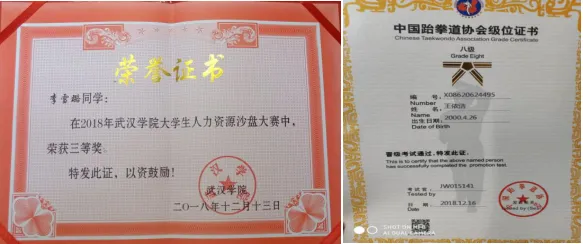 荣誉证书
同学：
在2018年武汉学院大学生人力资源沙盘大赛中，
荣获三等奖。
特发此证，以资鼓励！
武汉学院
二〇一八年十二月十三日
中国跆拳道协会级位证书
Chinese Taekwondo Association Grade Certificate
八级
Grade Eight
编 号： X08620624495
Number
姓 名：
Name
出生日期： 2000.4.26
Date of Birth
晋级考试通过，特发此证。
This is to certify that the above named person
has successfully completed the promotion test.
考试官： JW015141
Tested by
日 期： 2018.12.16
Date